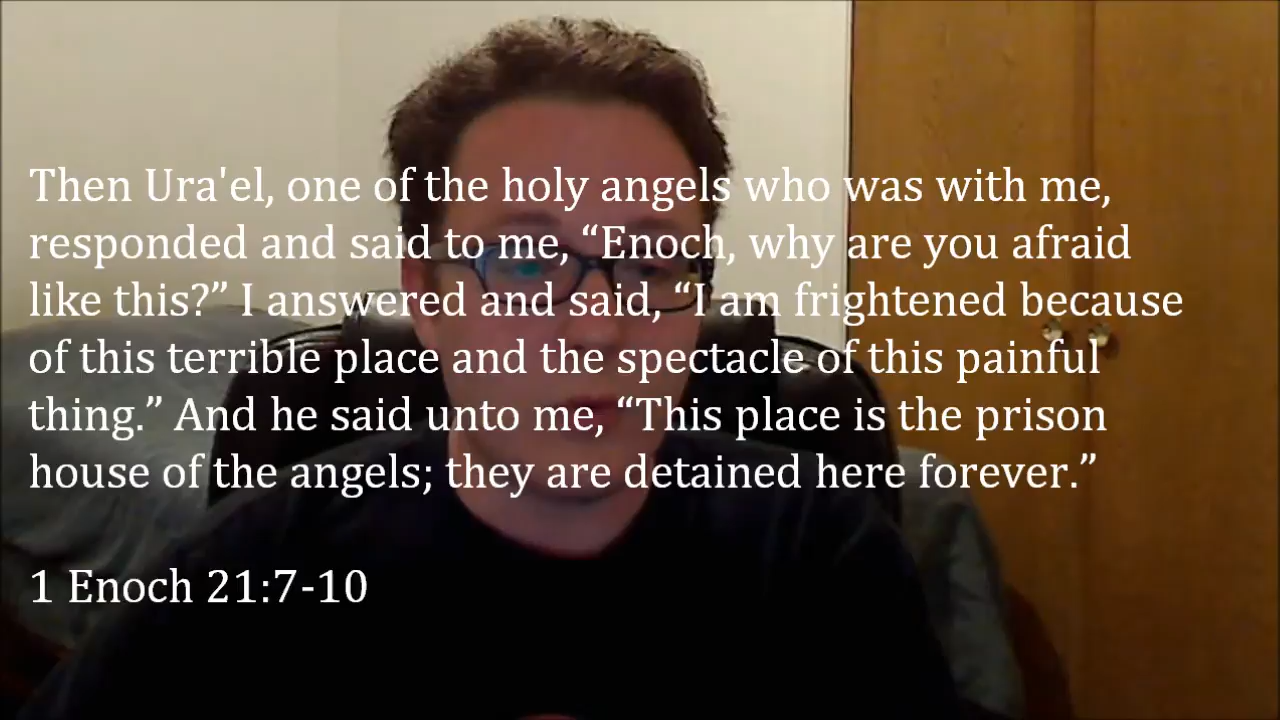 Then Ura'el, one of the holy angels who was with me,
responded and said to me, “Enoch, why are you afraid
like this?” I answered and said, “I am frightened because
of this terrible place and the spectacle of this painful
thing.” And he said unto me, “This place is the prison
house of the angels; they are detained here forever.”
1 Enoch 21:7-10